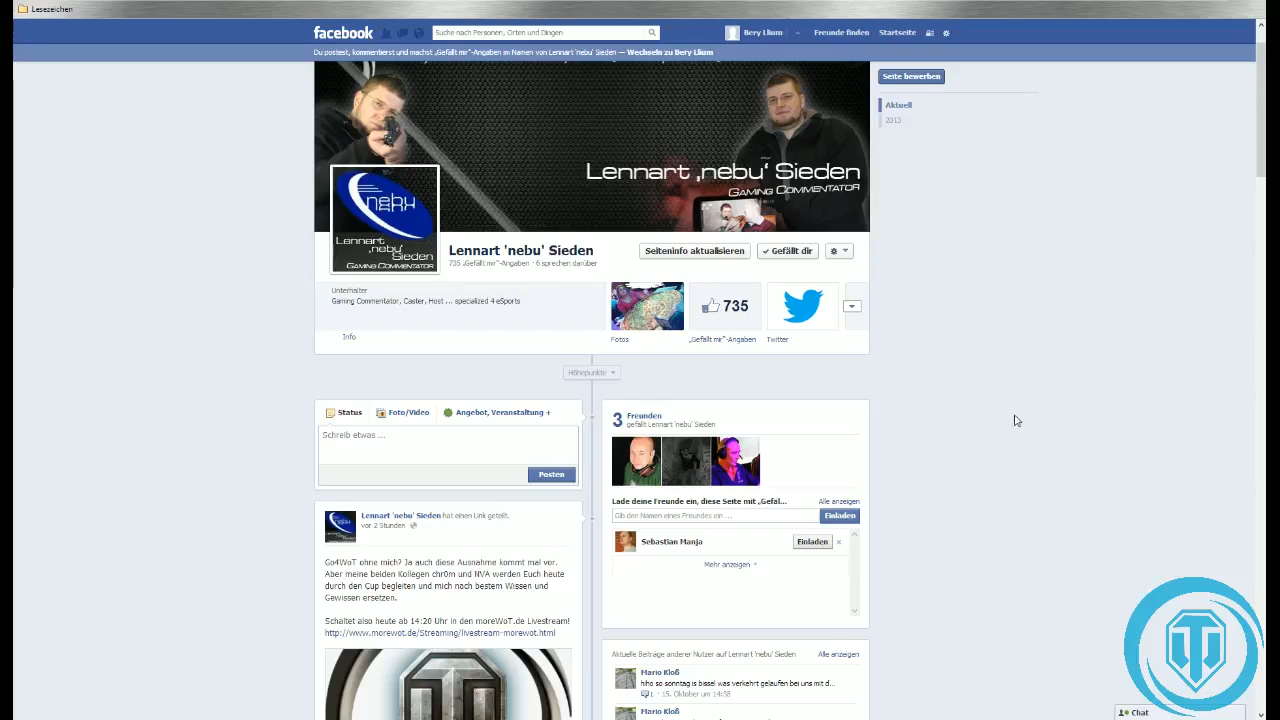 Lesezeichen
facebook
Suche nach Personen, Orten und Dingen
Bery Llium
Freunde finden
Startseite
Du postest, kommentierst und machst „Gefällt mir“-Angaben im Namen von Lennart 'nebu' Sieden — Wechseln zu Bery Llium
Seite bewerben
Aktuell
2013
Lennart ‚nebu‘ Sieden
Gaming Commentator
nebu
Lennart
‚nebu‘
Sieden
Gaming Commentator
Lennart 'nebu' Sieden
735 „Gefällt mir“-Angaben · 6 sprechen darüber
Seiteninfo aktualisieren
Gefällt dir
Unterhalter
Gaming Commentator, Caster, Host ... specialized 4 eSports
Info
735
Fotos
„Gefällt mir“-Angaben
Twitter
Höhepunkte
Status
Foto/Video
Angebot, Veranstaltung +
Schreib etwas ...
Posten
Lennart 'nebu' Sieden hat einen Link geteilt.
vor 2 Stunden
Go4WoT ohne mich? Ja auch diese Ausnahme kommt mal vor.
Aber meine beiden Kollegen chr0m und NVA werden Euch heute
durch den Cup begleiten und mich nach bestem Wissen und
Gewissen ersetzen.
Schaltet also heute ab 14:20 Uhr in den moreWoT.de Livestream!
http://www.morewot.de/Streaming/livestream-morewot.html
3 Freunden
gefällt Lennart 'nebu' Sieden
Lade deine Freunde ein, diese Seite mit „Gefäl...
Alle anzeigen
Gib den Namen eines Freundes ein ...
Einladen
Sebastian Manja
Einladen
Mehr anzeigen
Aktuelle Beiträge anderer Nutzer auf Lennart 'nebu' Sieden
Alle anzeigen
Mario Kloß
hiho so sonntag is bissel was verkehrt gelaufen bei uns mit d...
1 · 15. Oktober um 14:38
Mario Kloß
Chat